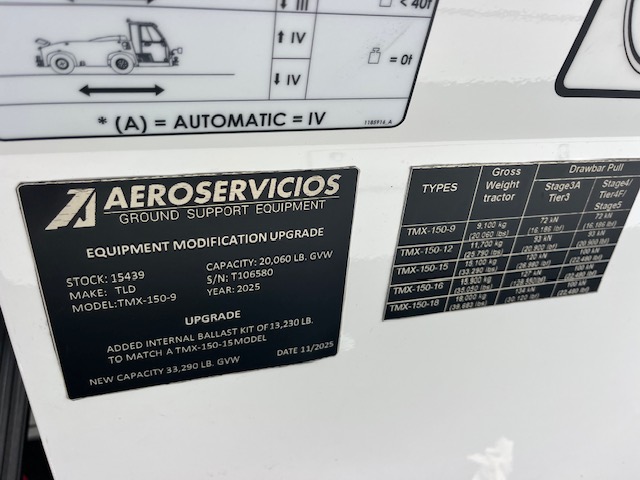 ↓ III
< 40t
↑ IV
= 0t
↓ IV
* (A) = AUTOMATIC = IV
1185916_A
AEROSERVICIOS
GROUND SUPPORT EQUIPMENT
EQUIPMENT MODIFICATION UPGRADE
STOCK: 15439 CAPACITY: 20,060 LB. GVW
MAKE: TLD S/N: T106580
MODEL:TMX-150-9 YEAR: 2025
UPGRADE
ADDED INTERNAL BALLAST KIT OF 13,230 LB.
TO MATCH A TMX-150-15 MODEL
NEW CAPACITY 33,290 LB. GVW DATE 11/2025
TYPES Gross Weight tractor Drawbar Pull
Stage3A Tier3 Stage4/ Tier4F/ Stage5
TMX-150-9 9,100 kg (20,060 lbs) 72 kN (16,186 lbf) 72 kN (16,186 lbf)
TMX-150-12 11,700 kg (25,790 lbs) 93 kN (20,900 lbf) 93 kN (20,900 lbf)
TMX-150-15 15,100 kg (33,290 lbs) 120 kN
TMX-150-16 15,900 kg (35,050 lbs) 127 kN
TMX-150-18 18,000 kg (39,683 lbs) 134 kN (30,120 lbf)